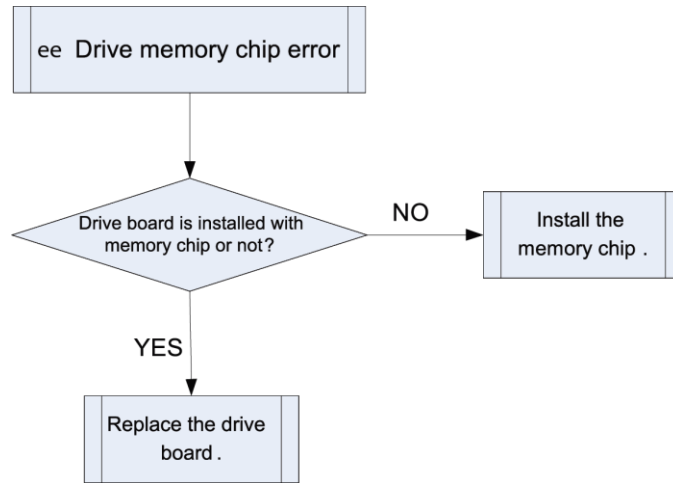 ee Drive memory chip error
Drive board is installed with
memory chip or not?
NO
Install the
memory chip .
YES
Replace the drive
board .